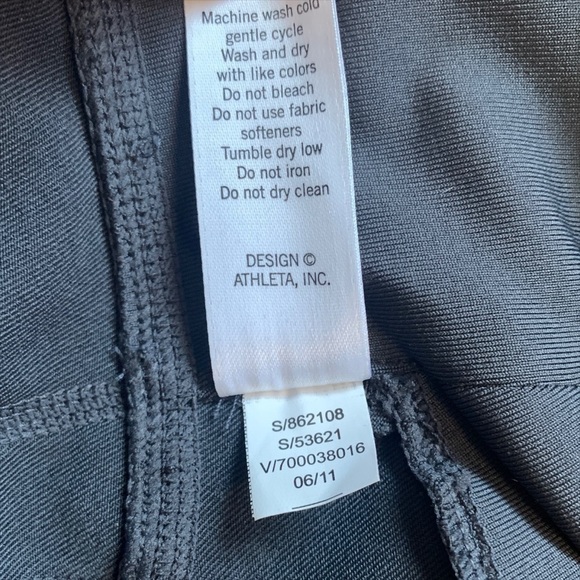 Machine wash cold
gentle cycle
Wash and dry
with like colors
Do not bleach
Do not use fabric
softeners
Tumble dry low
Do not iron
Do not dry clean
DESIGN ©
ATHLETA, INC.
S/862108
S/53621
V/700038016
06/11